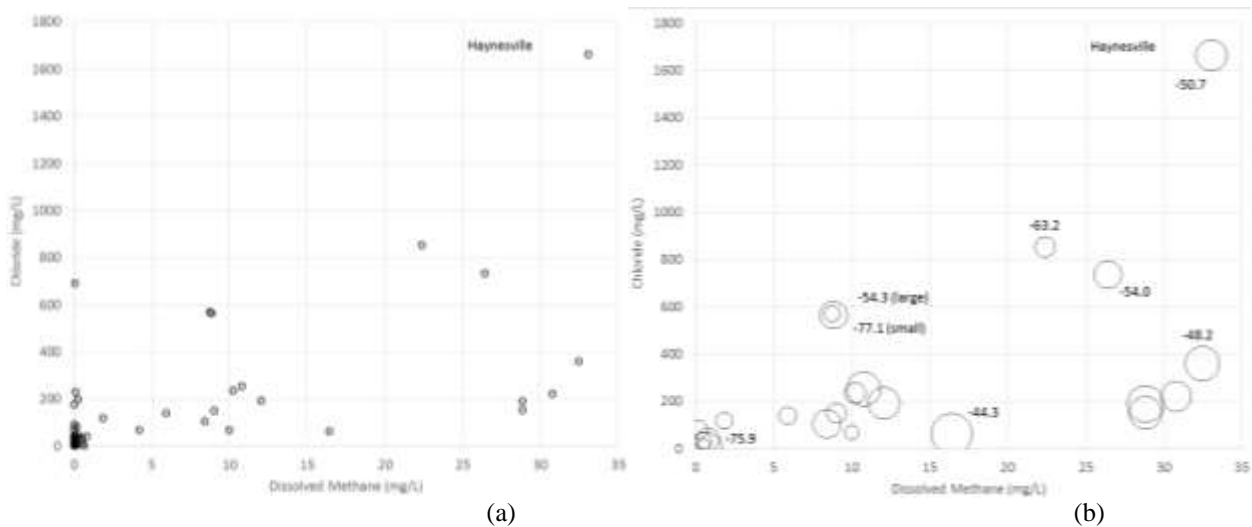 1800
1600
1400
1200
1000
800
600
400
200
0
Chloride (mg/L)
Haynesville
0 5 10 15 20 25 30 35
Dissolved Methane (mg/L)
(a)
1800
1600
1400
1200
1000
800
600
400
200
0
Chloride (mg/L)
Haynesville
-50.7
-63.2
-54.0
-54.3 (large)
-77.1 (small)
-48.2
-44.3
-75.9
0 5 10 15 20 25 30 35
Dissolved Methane (mg/L)
(b)